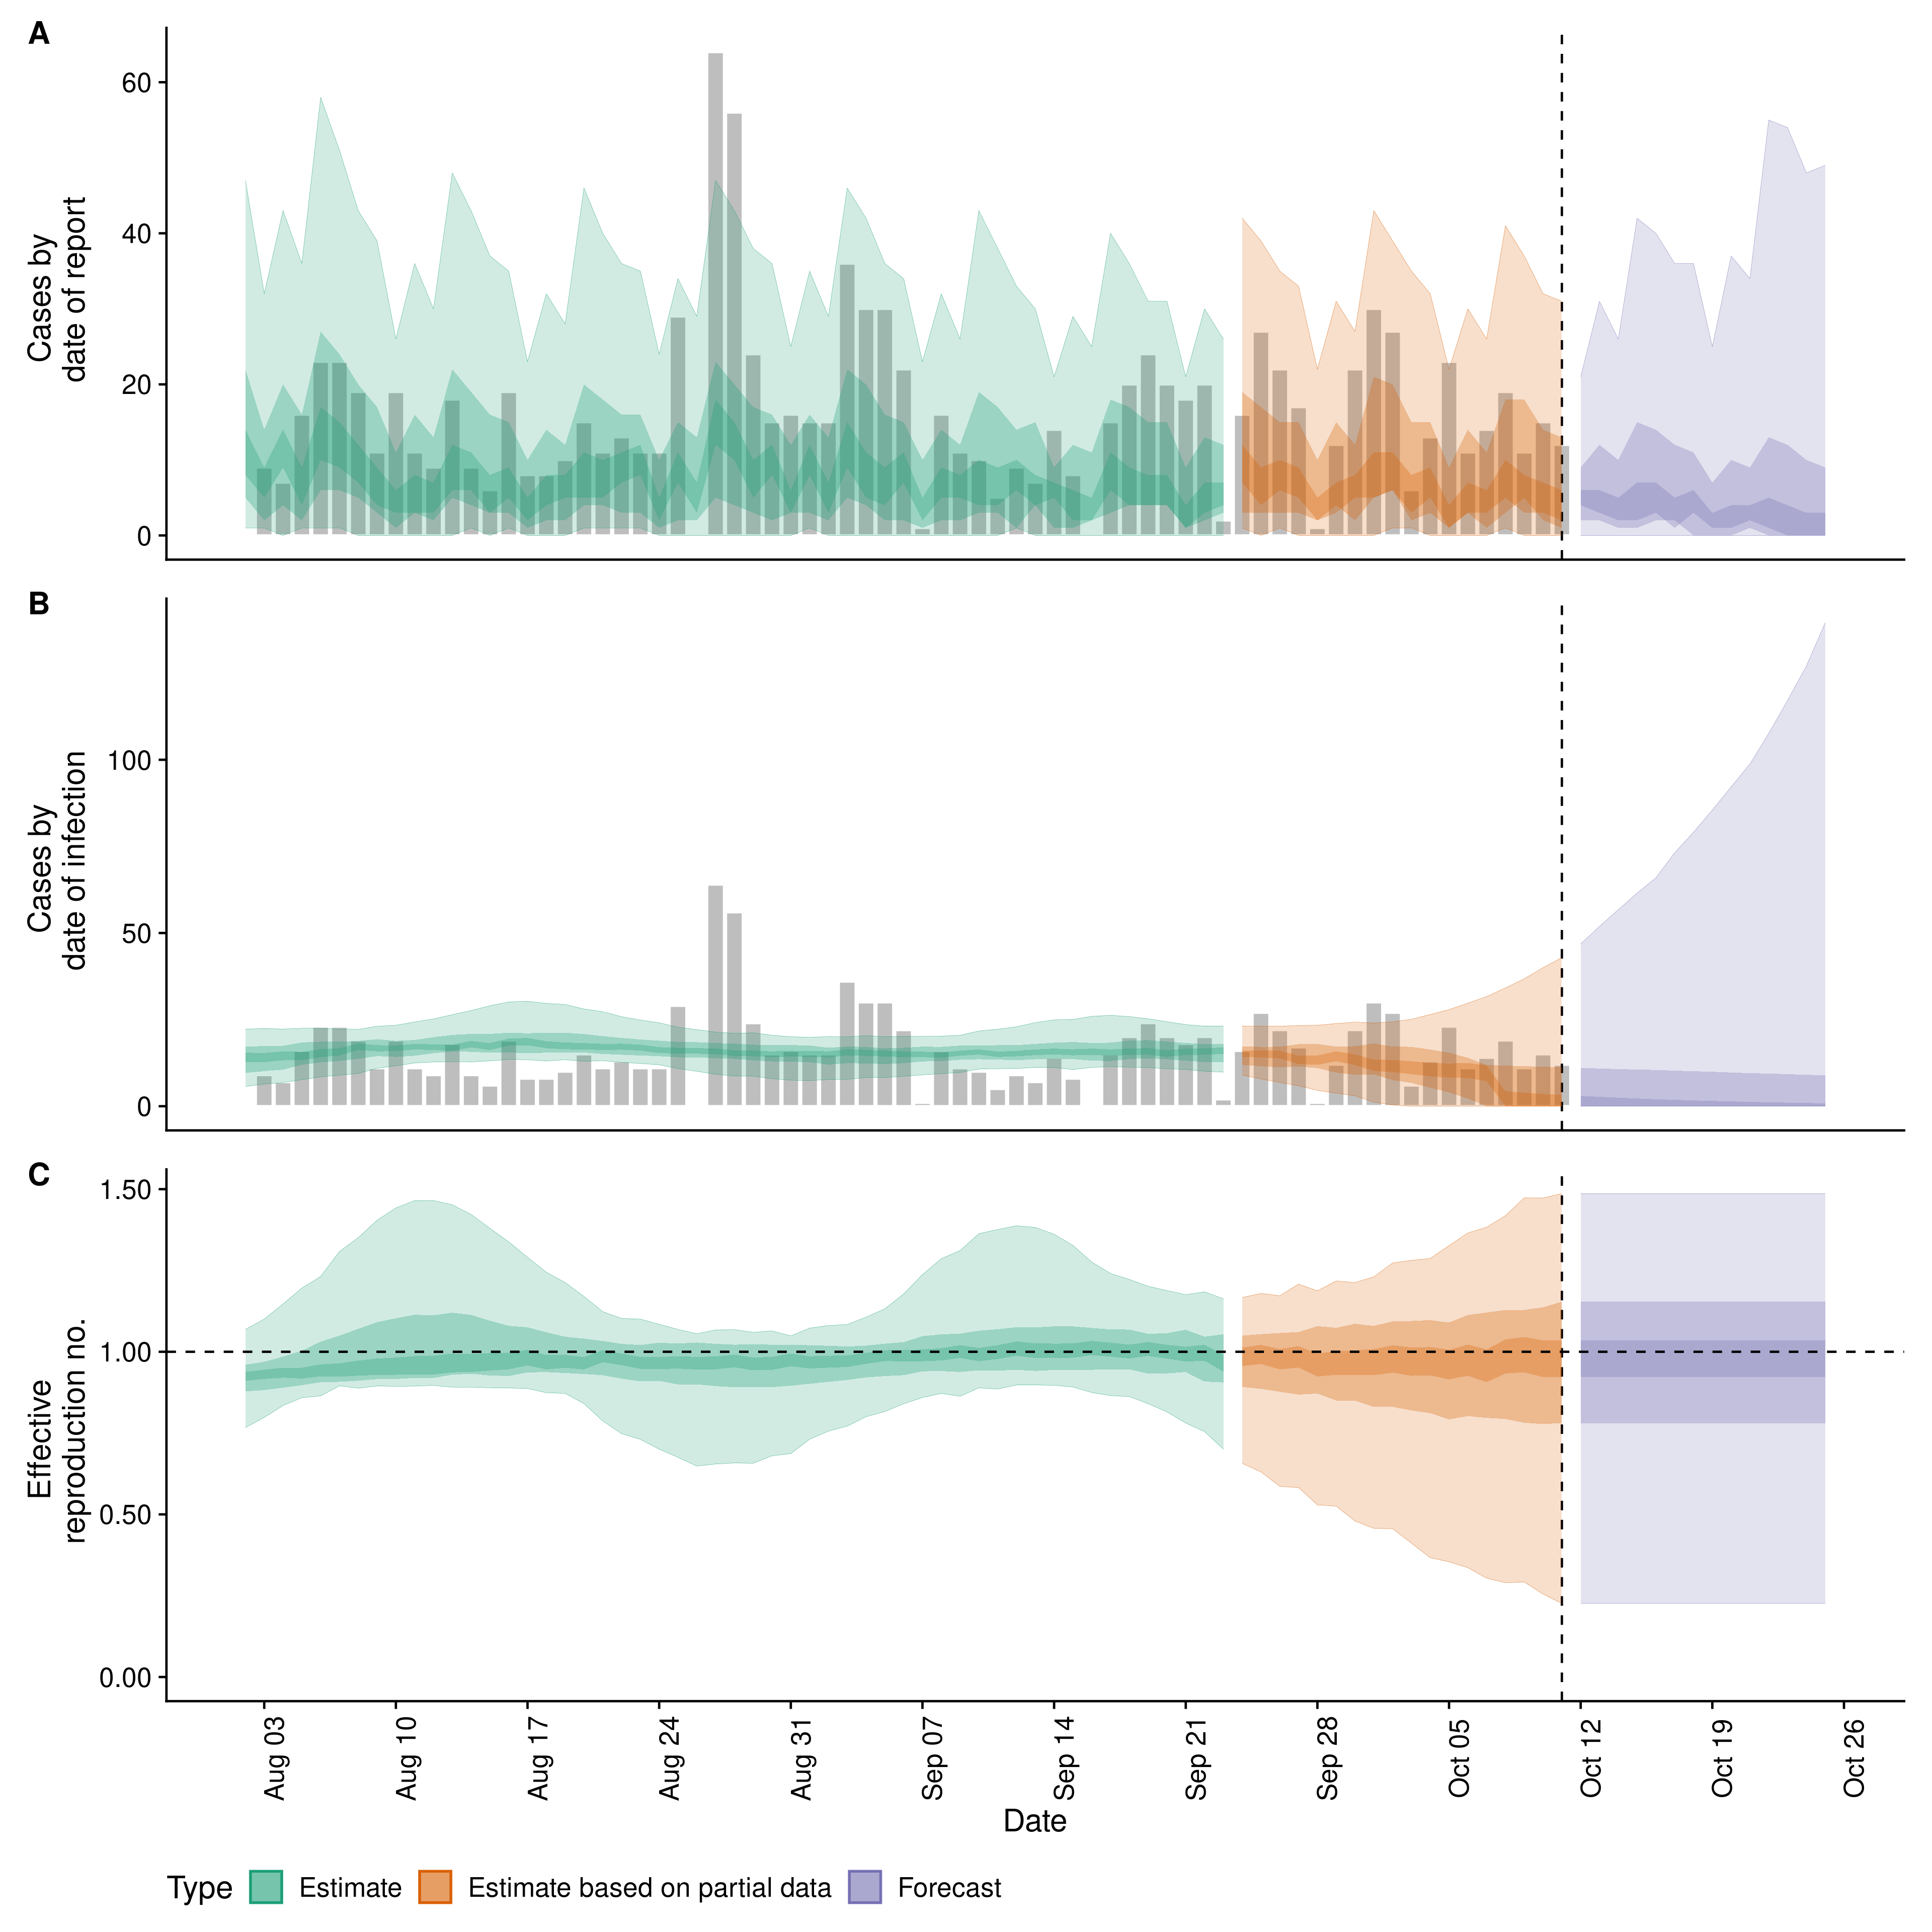 A
60
40
20
0
Cases by
date of report
B
100
50
0
Cases by
date of infection
C
1.50
1.00
0.50
0.00
Effective
reproduction no.
Aug 03
Aug 10
Aug 17
Aug 24
Aug 31
Sep 07
Sep 14
Sep 21
Sep 28
Oct 05
Oct 12
Oct 19
Oct 26
Date
Type Estimate Estimate based on partial data Forecast